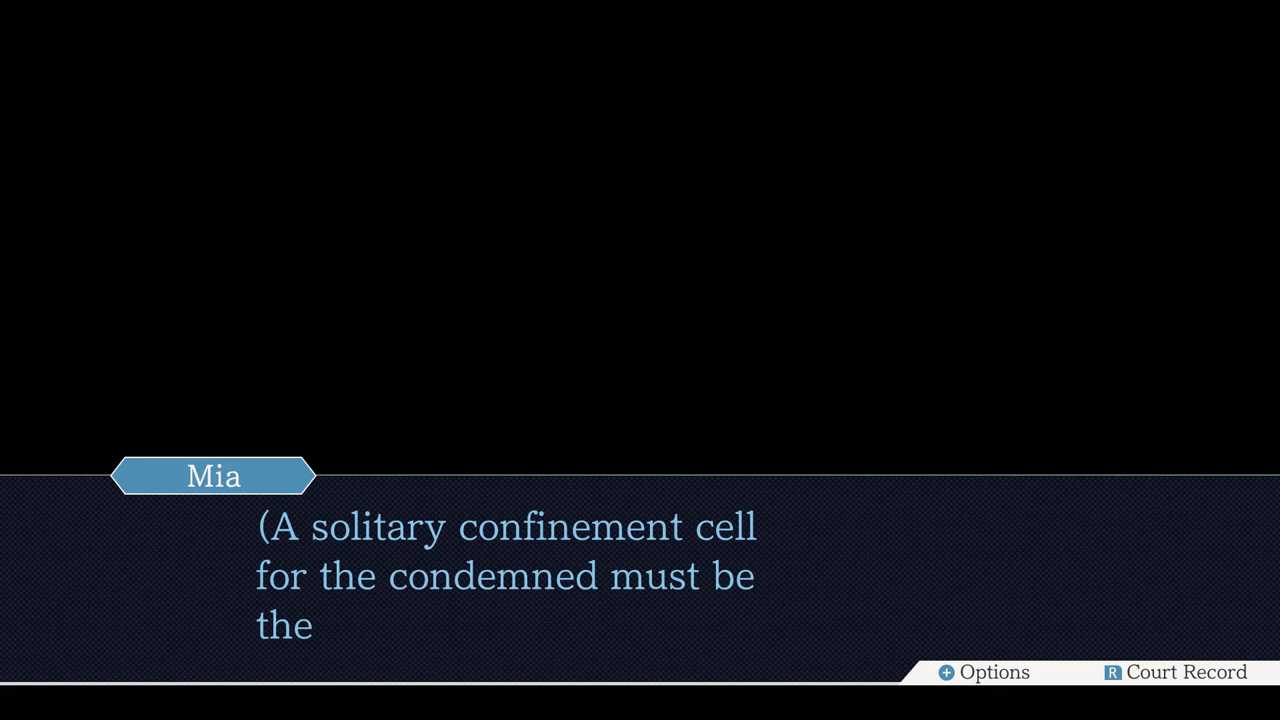 Mia
(A solitary confinement cell
for the condemned must be
the
+ Options R Court Record